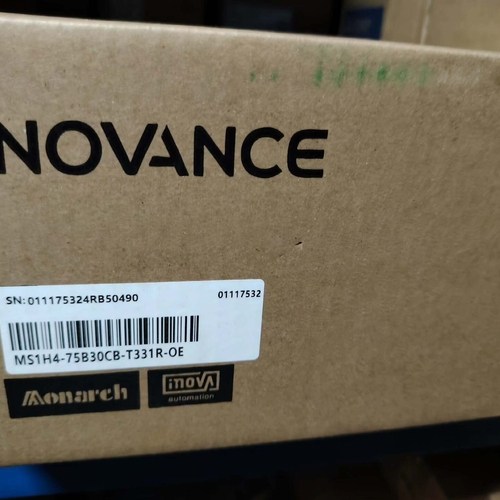 NOVANCE
SN:011175324RB50490
01117532
MS1H4-75B30CB-T331R-OE
Monarch
inovA
automation